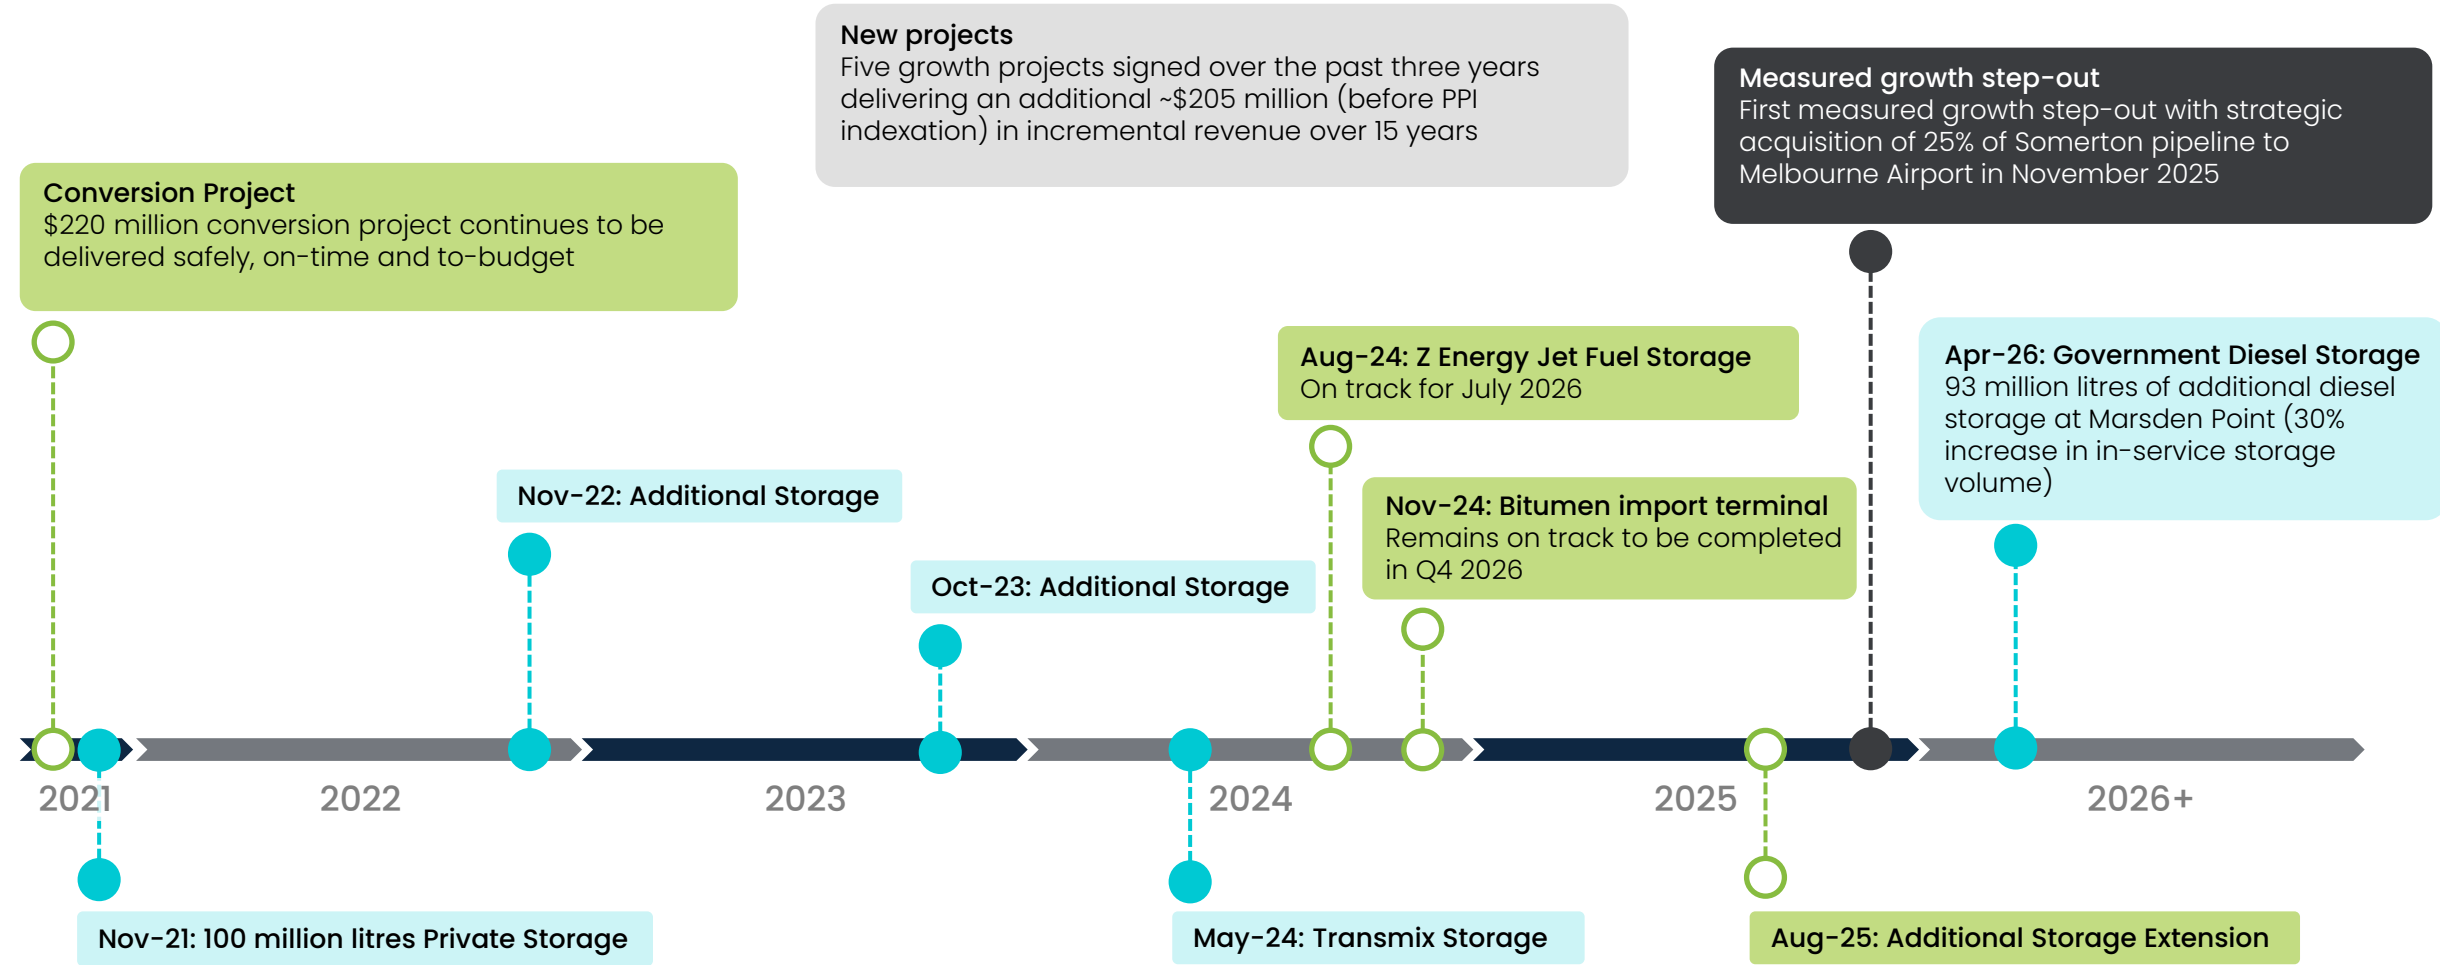 New projects
Five growth projects signed over the past three years
delivering an additional ~$205 million (before PPI
indexation) in incremental revenue over 15 years
Measured growth step-out
First measured growth step-out with strategic
acquisition of 25% of Somerton pipeline to
Melbourne Airport in November 2025
Conversion Project
$220 million conversion project continues to be
delivered safely, on-time and to-budget
Aug-24: Z Energy Jet Fuel Storage
On track for July 2026
Apr-26: Government Diesel Storage
93 million litres of additional diesel
storage at Marsden Point (30%
increase in in-service storage
volume)
Nov-22: Additional Storage
Nov-24: Bitumen import terminal
Remains on track to be completed
in Q4 2026
Oct-23: Additional Storage
2021
2022
2023
2024
2025
2026+
Nov-21: 100 million litres Private Storage
May-24: Transmix Storage
Aug-25: Additional Storage Extension